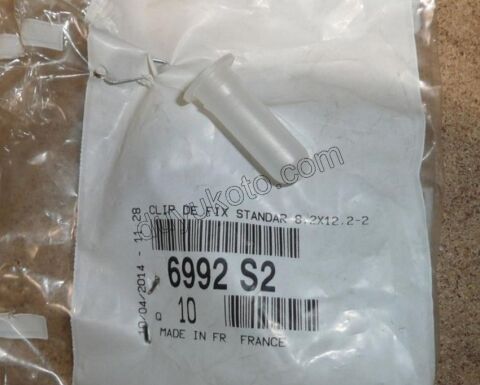 CLIP DE FIX STANDAR 8.2X12.2-2
6992 S2
Q 10
MADE IN FR FRANCE
10/04/2014 - 11:28